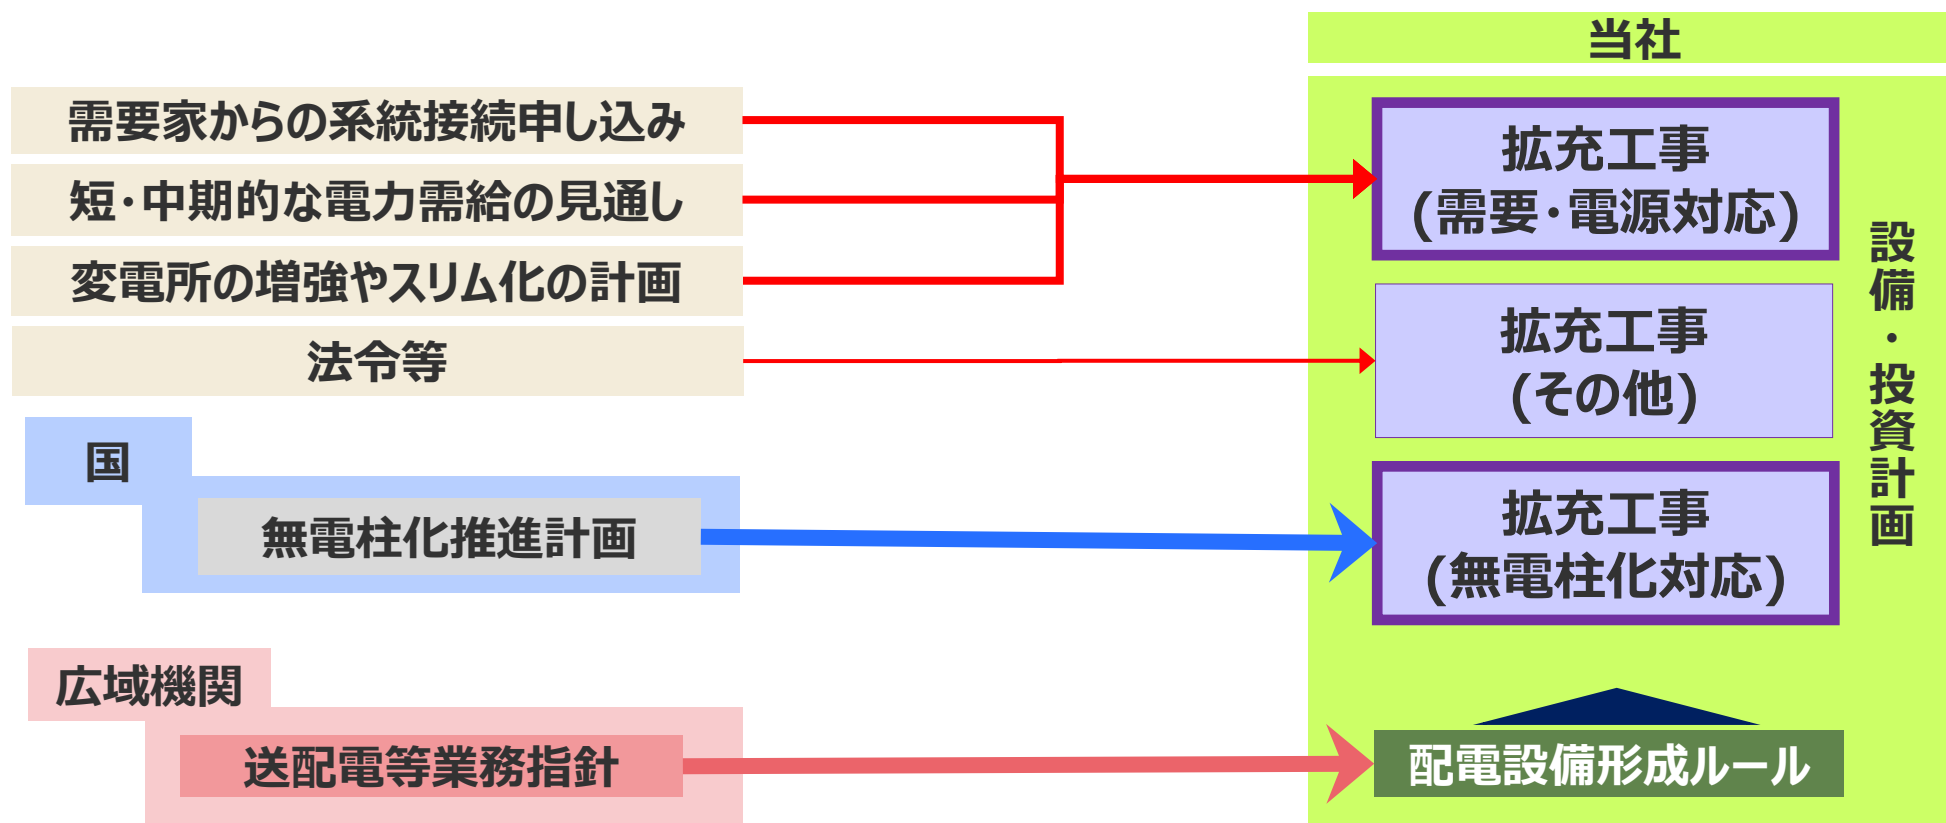 当社
需要家からの系統接続申し込み
短・中期的な電力需給の見通し
変電所の増強やスリム化の計画
法令等
国
無電柱化推進計画
広域機関
送配電等業務指針
拡充工事
(需要・電源対応)
拡充工事
(その他)
拡充工事
(無電柱化対応)
配電設備形成ルール
設備・投資計画